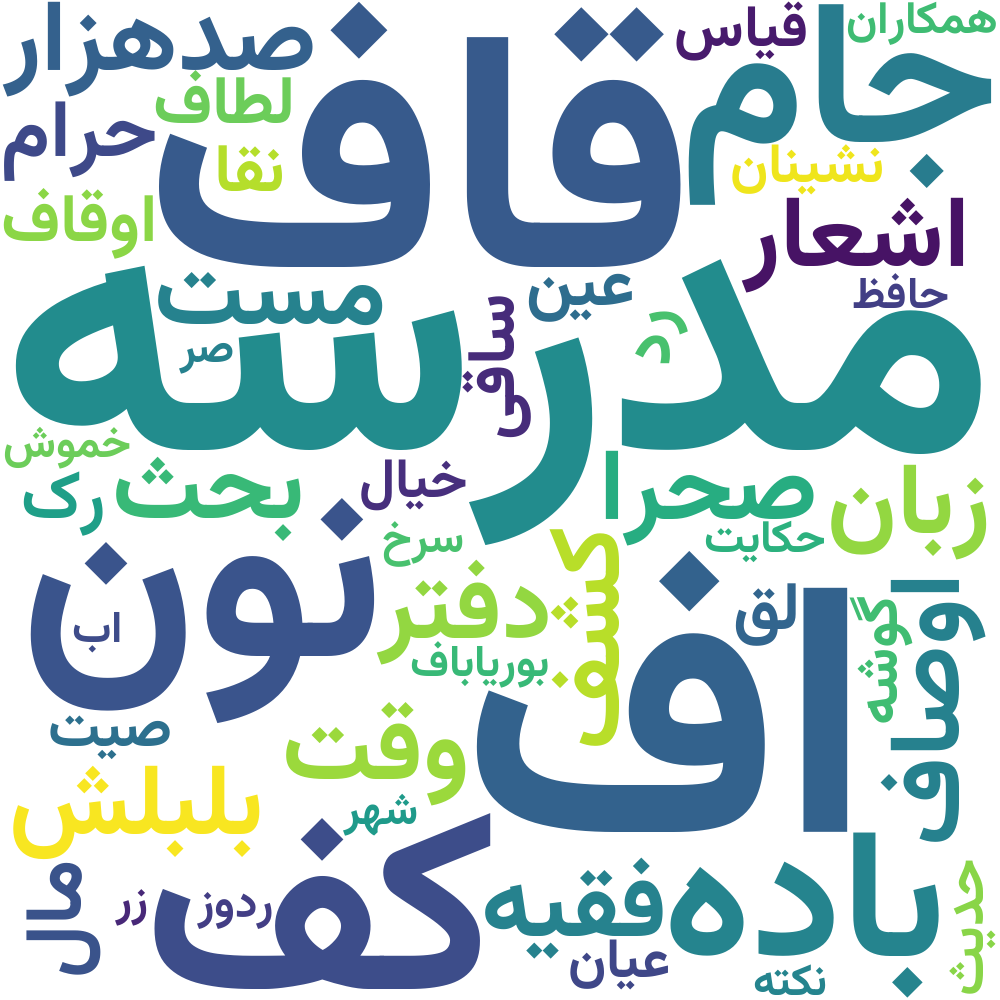 همکاران
قیاس
جام
قاف
صدهزار
لطاف
حرام
نقا
نشینان
اوقاف
اشعار
حافظ
عین
مست
مدرسه
ساقی
رد
صر
خموش
خیال
بحث
رک
صحرا
زبان
حکایت
سرخ
نون
اب
کشف
دفتر
بوریاباف
اف
لق
گوشه
اوصاف
صیت
وقت
شهر
بلبلش
کف
باده
فقیه
مال
زر
ردوز
عیان
نکته
حدیث